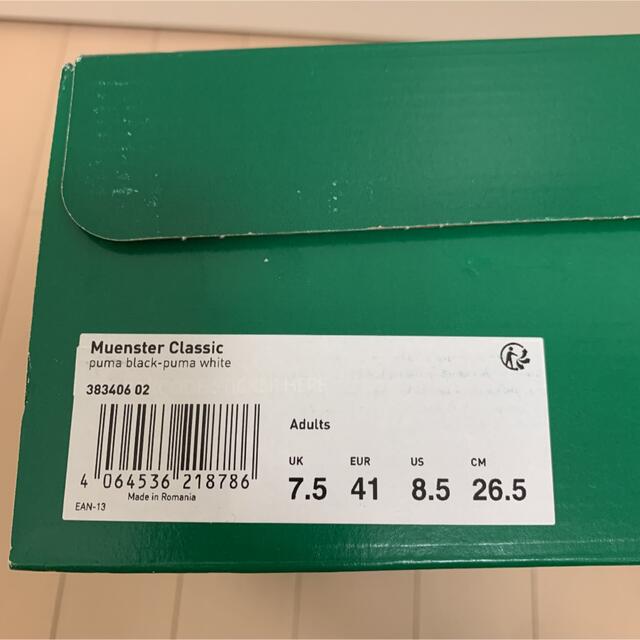 Muenster Classic
puma black-puma white
383406 02
4 064536 218786
Made in Romania
EAN-13
Adults
UK EUR US CM
7.5 41 8.5 26.5